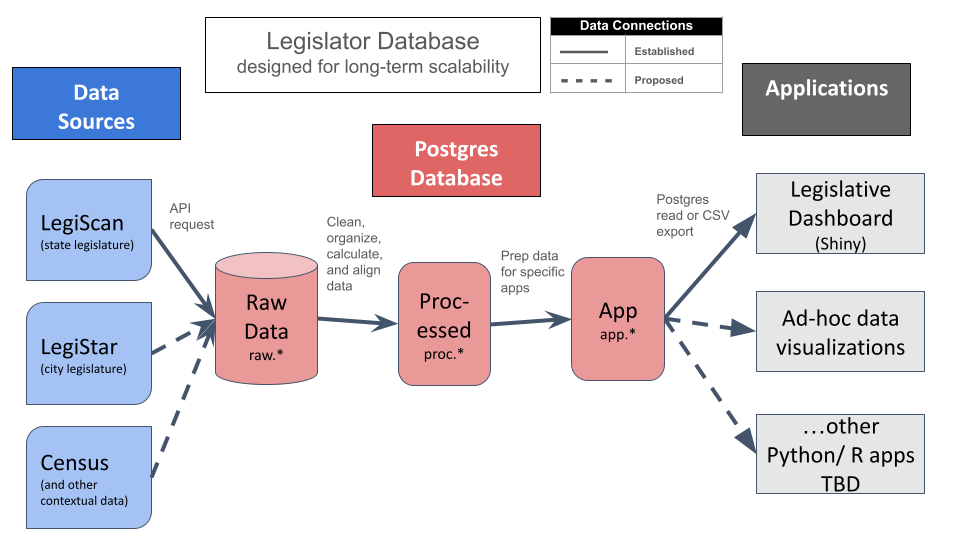 Legislator Database
designed for long-term scalability
Data Connections
Established
Proposed
Data
Sources
Postgres
Database
Applications
LegiScan
(state legislature)
LegiStar
(city legislature)
Census
(and other
contextual data)
API
request
Raw
Data
raw.*
Clean,
organize,
calculate,
and align
data
Proc-
essed
proc.*
Prep data
for specific
apps
App
app.*
Postgres
read or CSV
export
Legislative
Dashboard
(Shiny)
Ad-hoc data
visualizations
...other
Python/ R apps
TBD